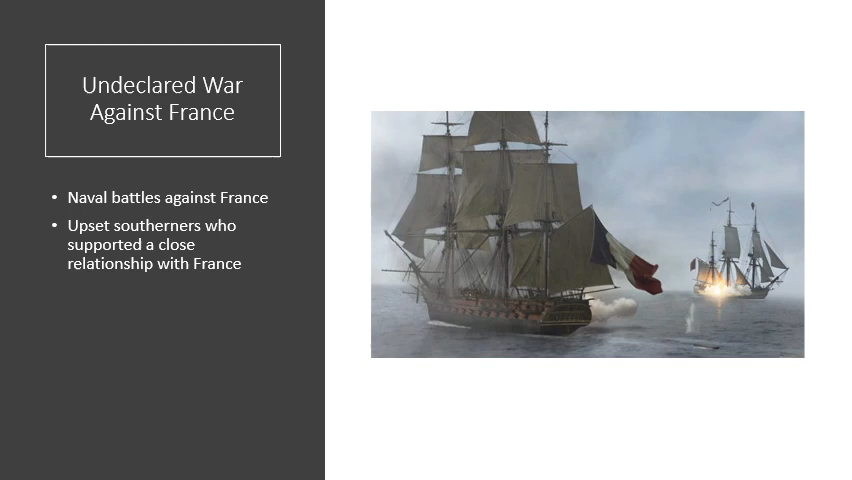 Undeclared War
Against France
• Naval battles against France
• Upset southerners who
supported a close
relationship with France